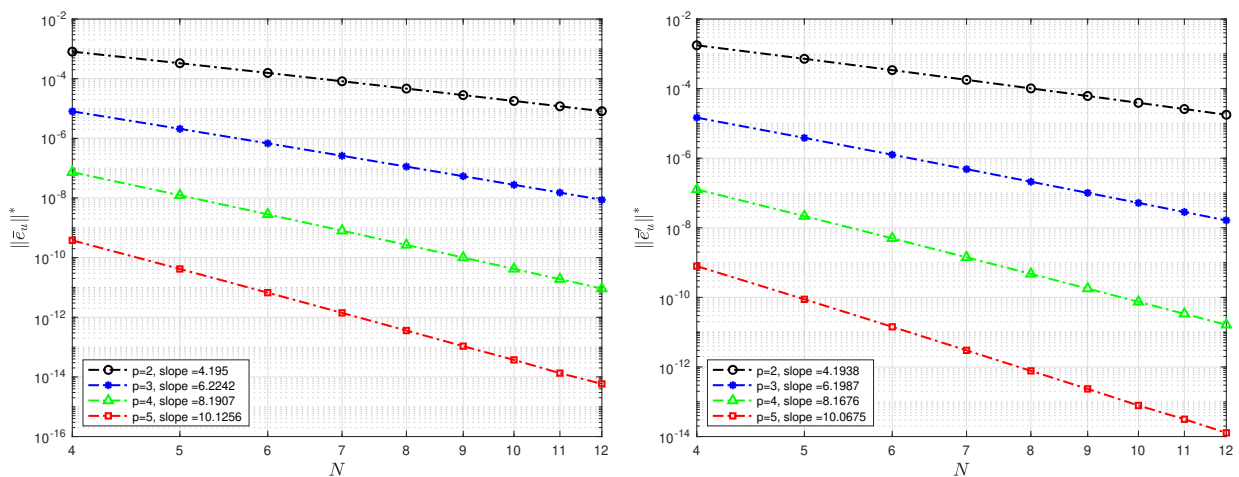 10^-2
10^-4
10^-6
10^-8
10^-10
10^-12
10^-14
10^-16
||ē_u||*
4 5 6 7 8 9 10 11 12
N
p=2, slope =4.195
p=3, slope =6.2242
p=4, slope =8.1907
p=5, slope =10.1256
10^-2
10^-4
10^-6
10^-8
10^-10
10^-12
10^-14
||ē'_u||*
4 5 6 7 8 9 10 11 12
N
p=2, slope =4.1938
p=3, slope =6.1987
p=4, slope =8.1676
p=5, slope =10.0675